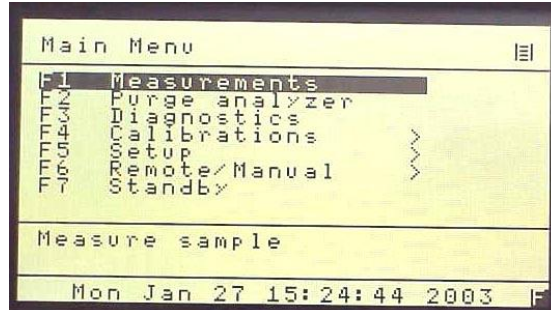 Main Menu
F1 Measurements
F2 Purge analyzer
F3 Diagnostics
F4 Calibrations >
F5 Setup >
F6 Remote/Manual >
F7 Standby
Measure sample
Mon Jan 27 15:24:44 2003